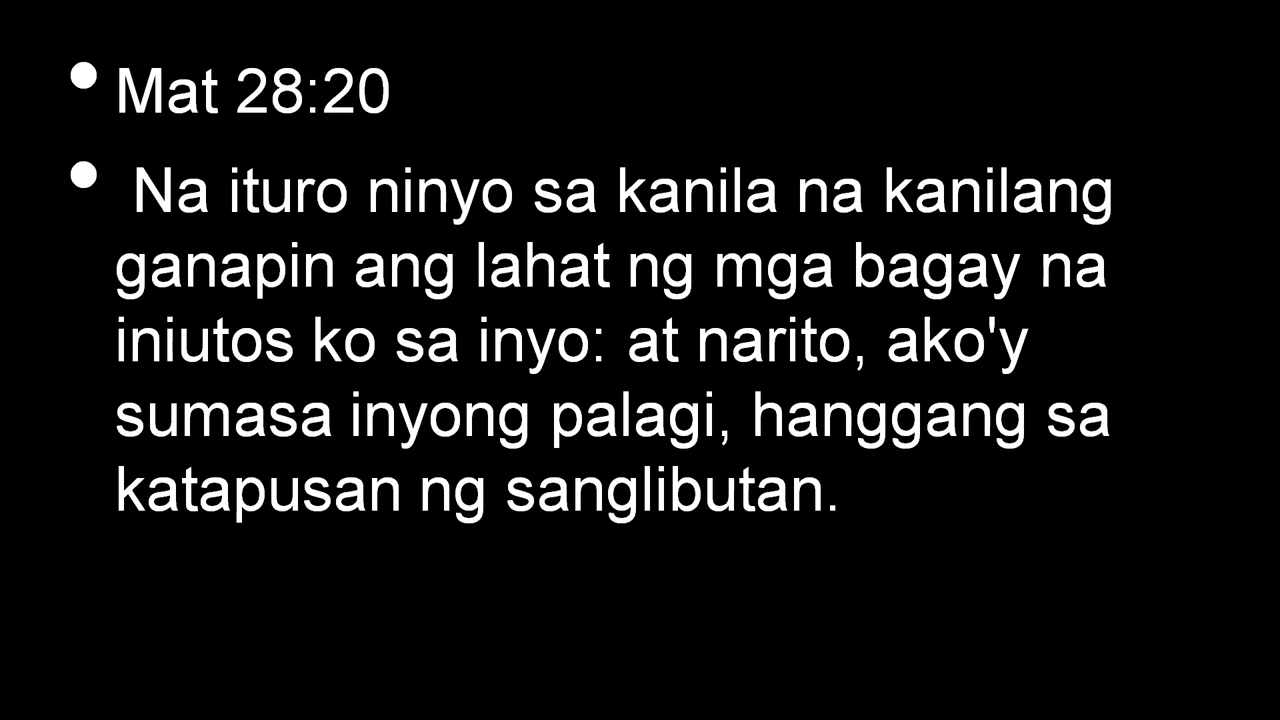 • Mat 28:20
• Na ituro ninyo sa kanila na kanilang
ganapin ang lahat ng mga bagay na
iniutos ko sa inyo: at narito, ako'y
sumasa inyong palagi, hanggang sa
katapusan ng sanglibutan.